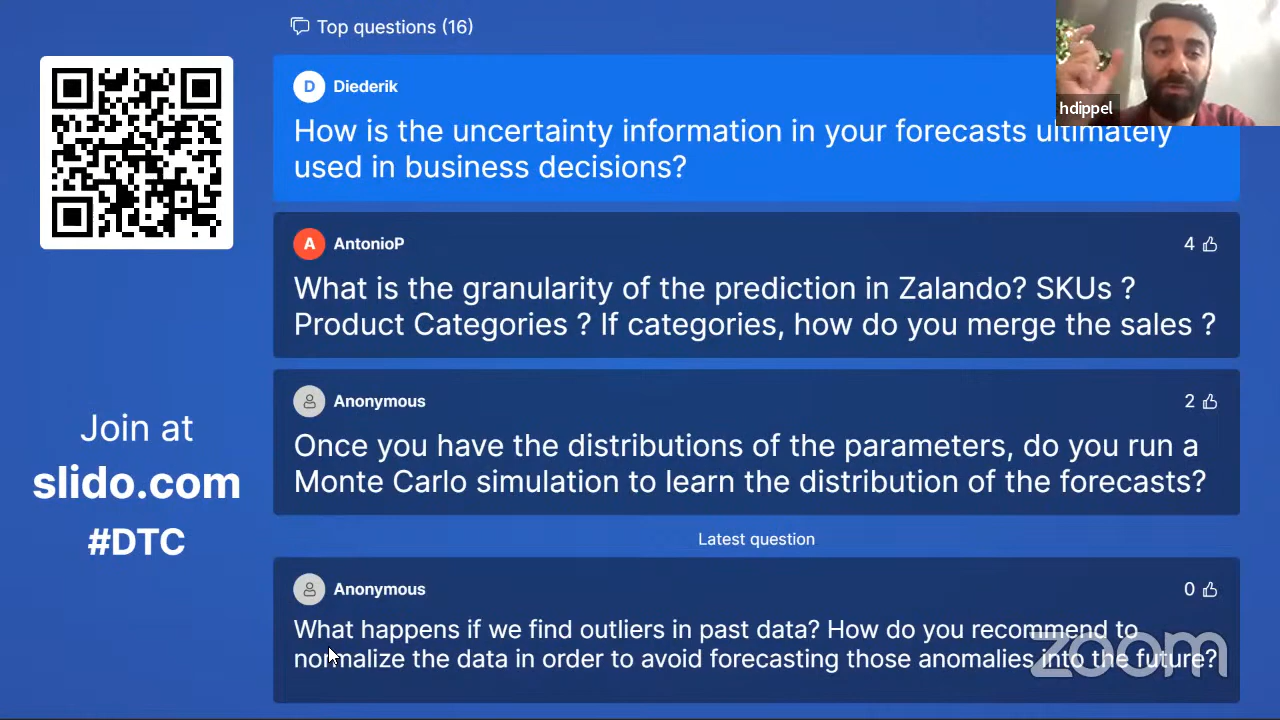 Top questions (16)
hdippel
D
Diederik
How is the uncertainty information in your forecasts ultimately
used in business decisions?
A
AntonioP
4
What is the granularity of the prediction in Zalando? SKUs ?
Product Categories ? If categories, how do you merge the sales ?
Anonymous
2
Once you have the distributions of the parameters, do you run a
Monte Carlo simulation to learn the distribution of the forecasts?
Join at
slido.com
#DTC
Latest question
Anonymous
0
What happens if we find outliers in past data? How do you recommend to
normalize the data in order to avoid forecasting those anomalies into the future?
zoom